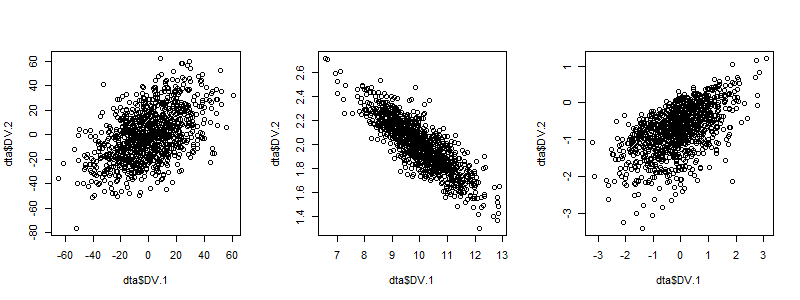 dta$DV.2
-80 -60 -40 -20 0 20 40 60
-60 -40 -20 0 20 40 60
dta$DV.1
dta$DV.2
1.4 1.6 1.8 2.0 2.2 2.4 2.6
7 8 9 10 11 12 13
dta$DV.1
dta$DV.2
-3 -2 -1 0 1
-3 -2 -1 0 1 2 3
dta$DV.1